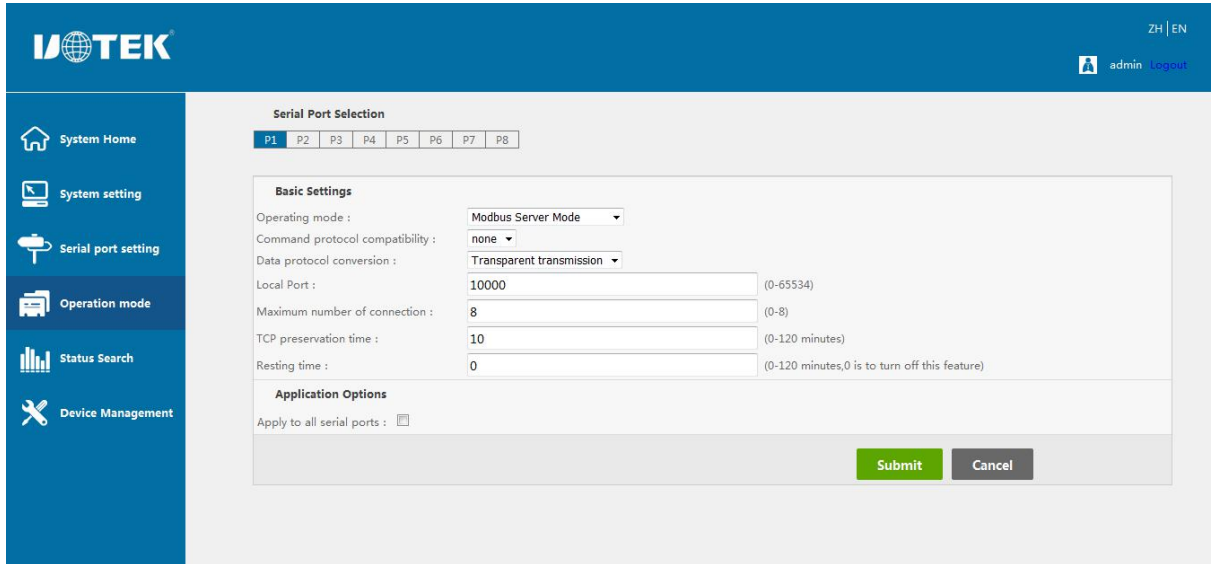 UOTEK®
ZH | EN
admin Logout
System Home
System setting
Serial port setting
Operation mode
Status Search
Device Management
Serial Port Selection
P1 P2 P3 P4 P5 P6 P7 P8
Basic Settings
Operating mode : Modbus Server Mode
Command protocol compatibility : none
Data protocol conversion : Transparent transmission
Local Port : 10000 (0-65534)
Maximum number of connection : 8 (0-8)
TCP preservation time : 10 (0-120 minutes)
Resting time : 0 (0-120 minutes,0 is to turn off this feature)
Application Options
Apply to all serial ports :
Submit Cancel